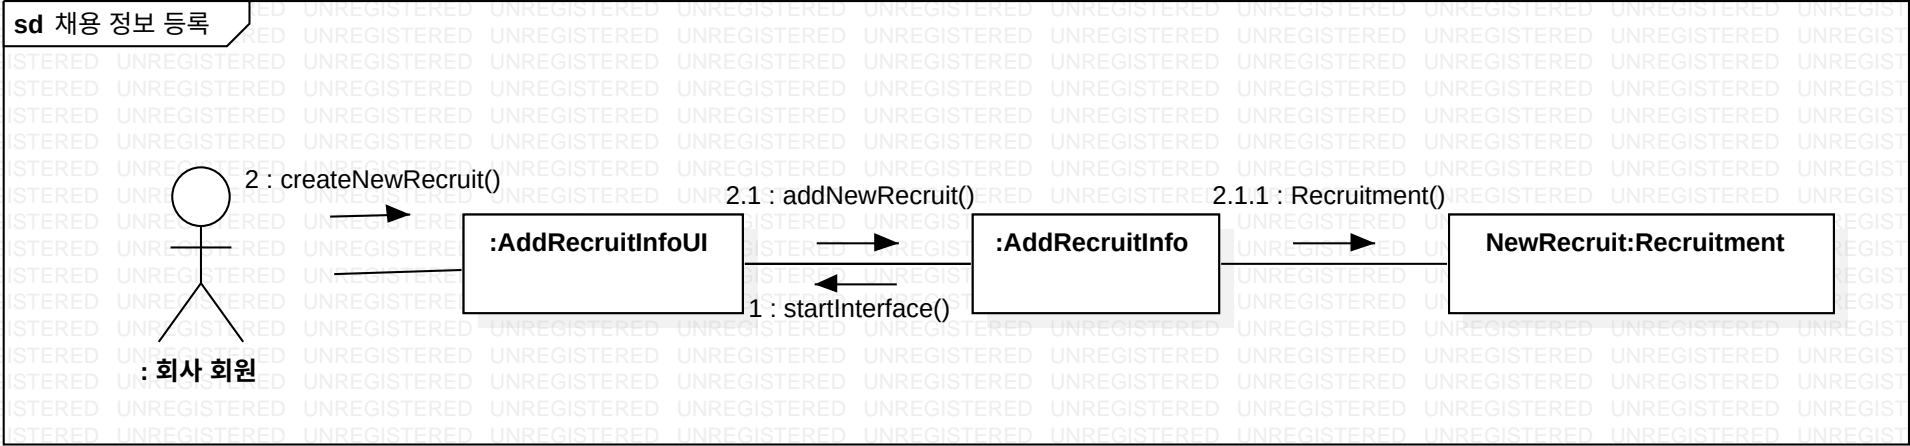 sd 채용 정보 등록
2 : createNewRecruit()
2.1 : addNewRecruit()
2.1.1 : Recruitment()
:AddRecruitInfoUI
:AddRecruitInfo
NewRecruit:Recruitment
1 : startInterface()
: 회사 회원
UNREGISTERED